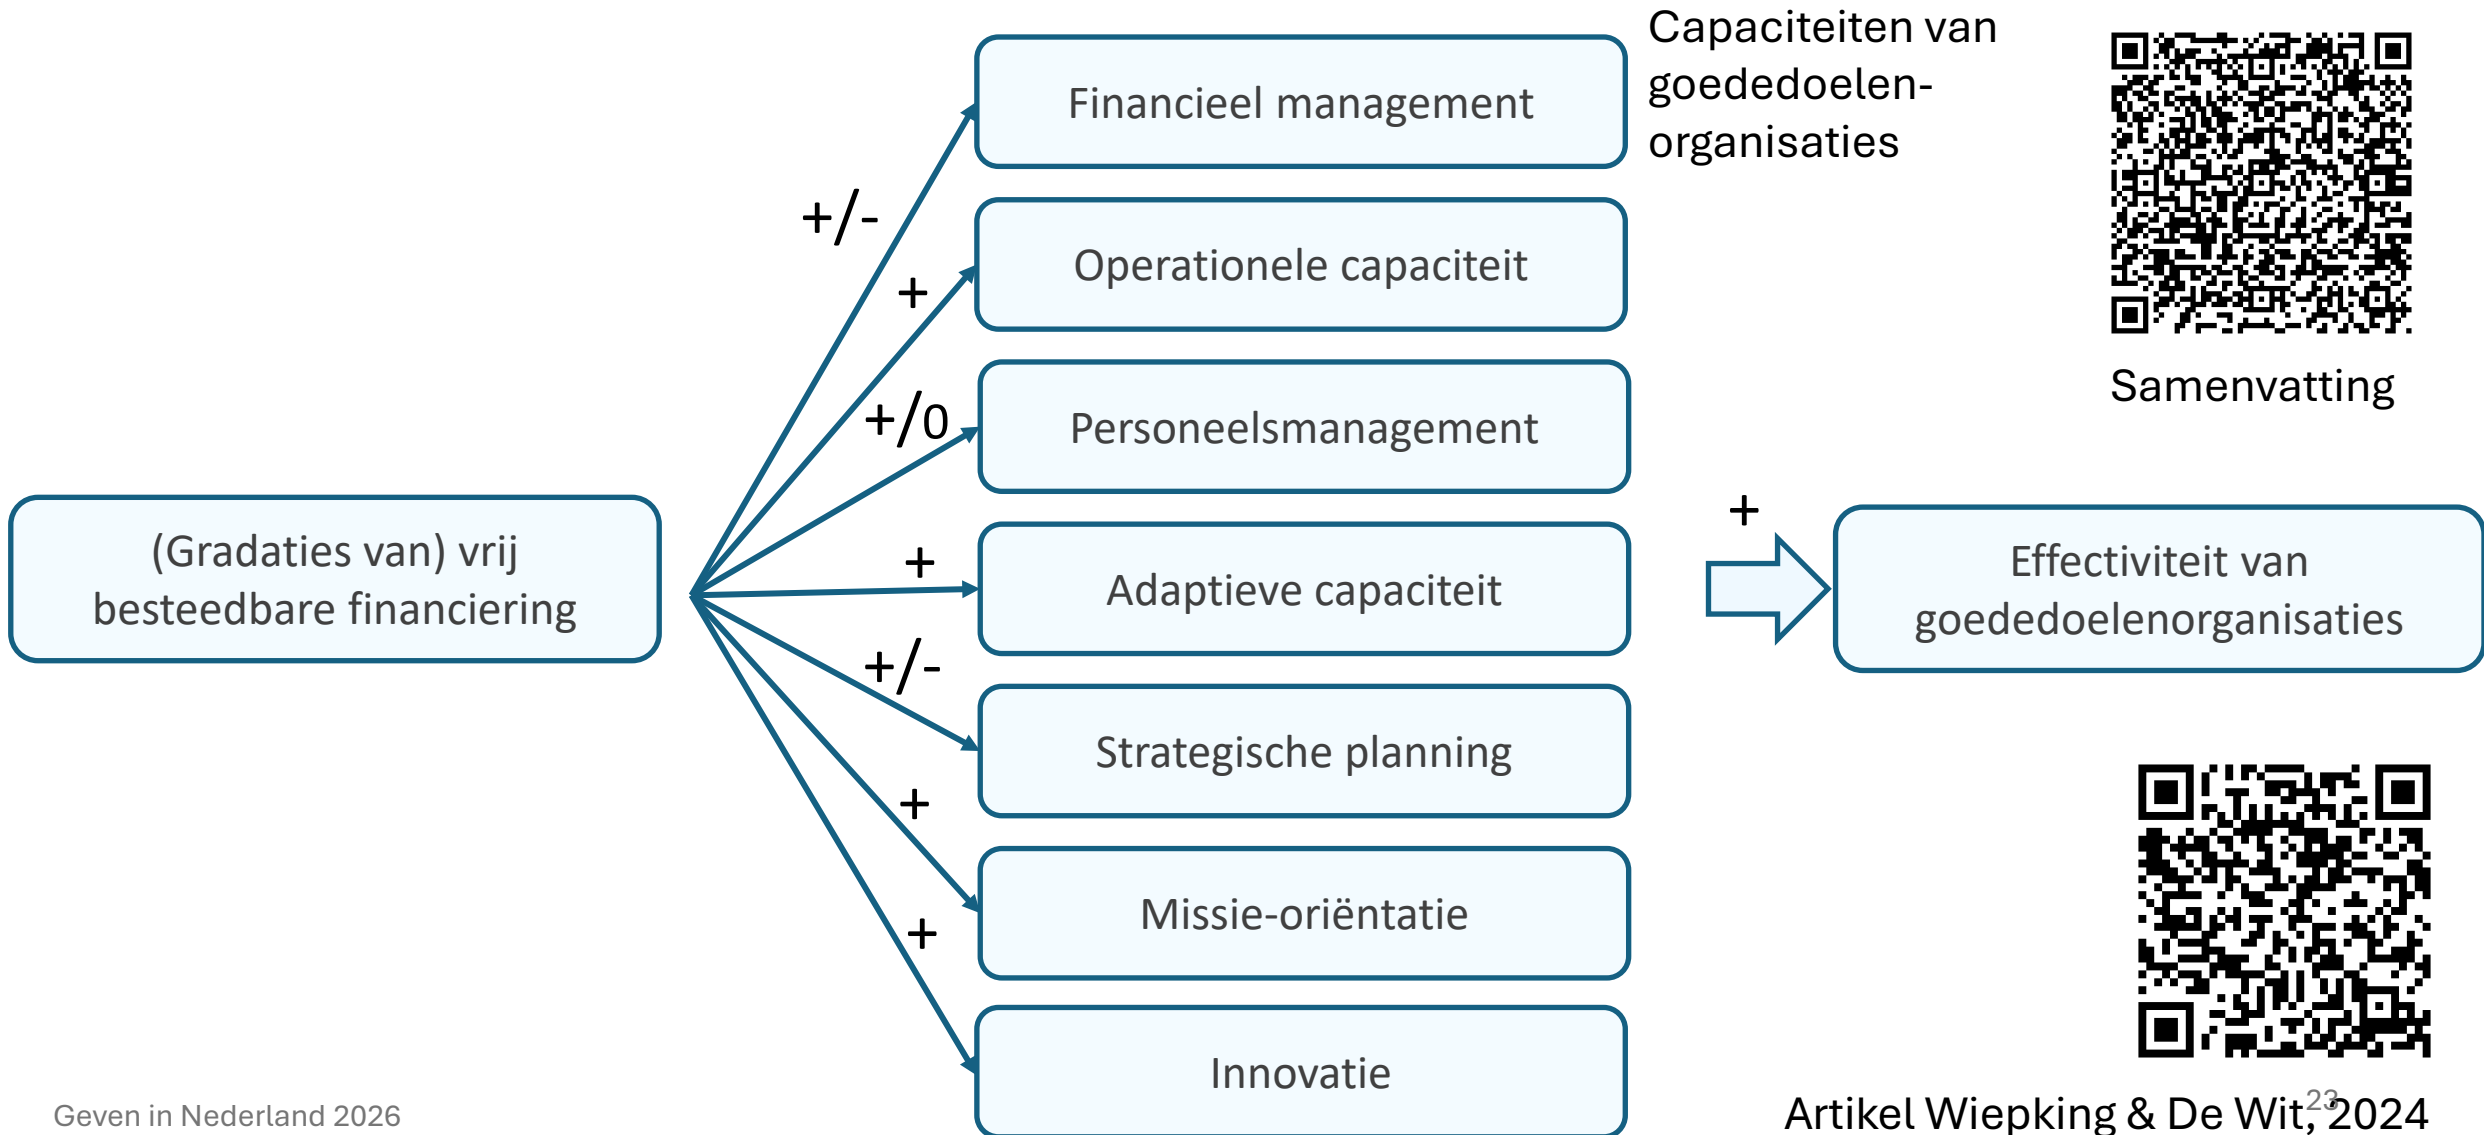 Capaciteiten van
goededoelen-
organisaties
Financieel management
+/-
Operationele capaciteit
+
Samenvatting
+/0
Personeelsmanagement
(Gradaties van) vrij
besteedbare financiering
+
Adaptieve capaciteit
+
Effectiviteit van
goededoelenorganisaties
+/-
Strategische planning
+
Missie-oriëntatie
+
Innovatie
Geven in Nederland 2026
Artikel Wiepking & De Wit, 2024
23